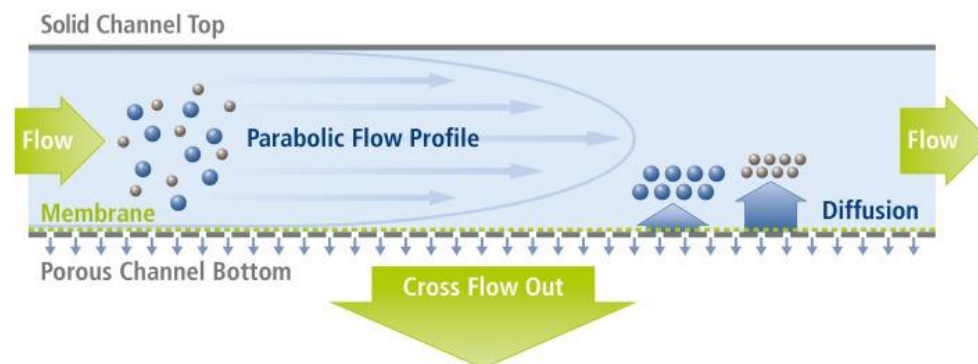 Solid Channel Top
Flow
Parabolic Flow Profile
Flow
Membrane
Diffusion
Porous Channel Bottom
Cross Flow Out